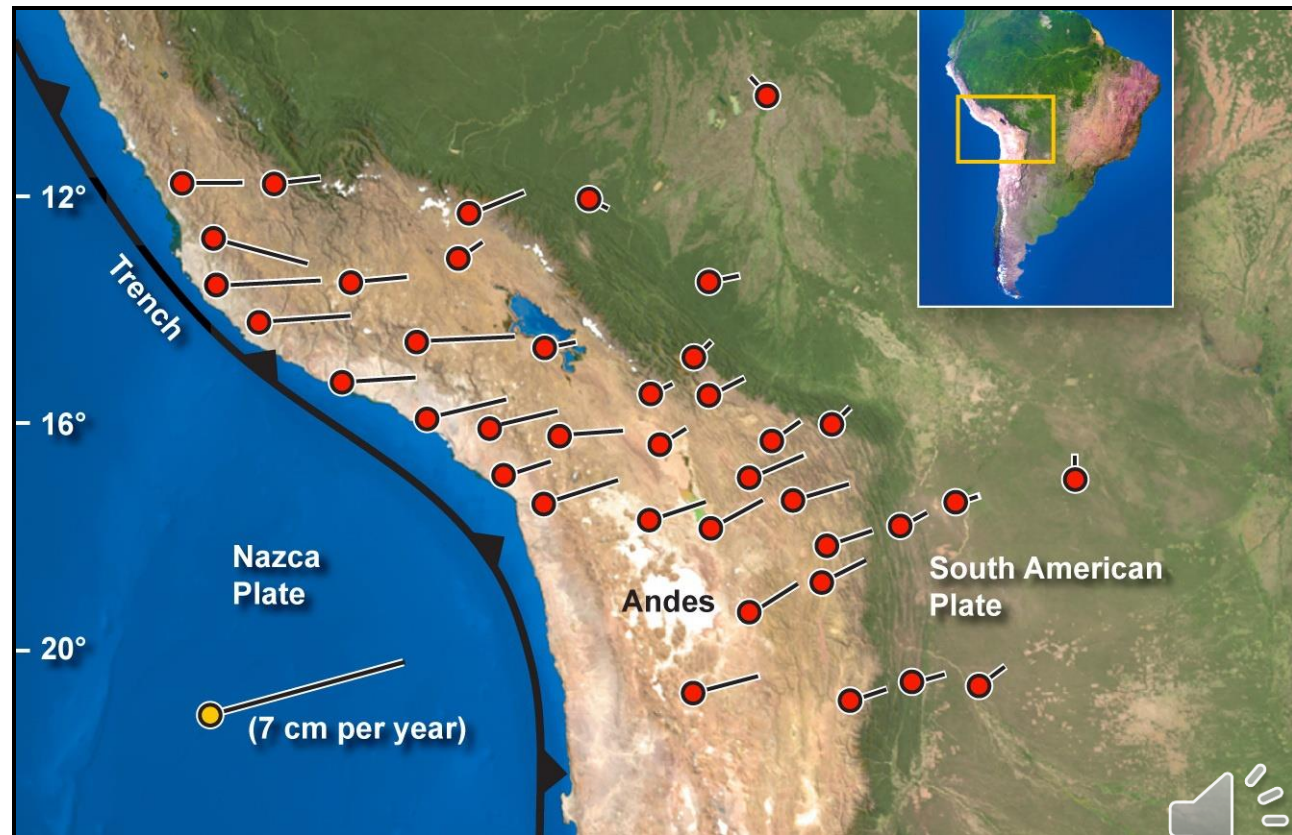 12°
Trench
16°
Nazca
Plate
Andes
South American
Plate
20°
(7 cm per year)